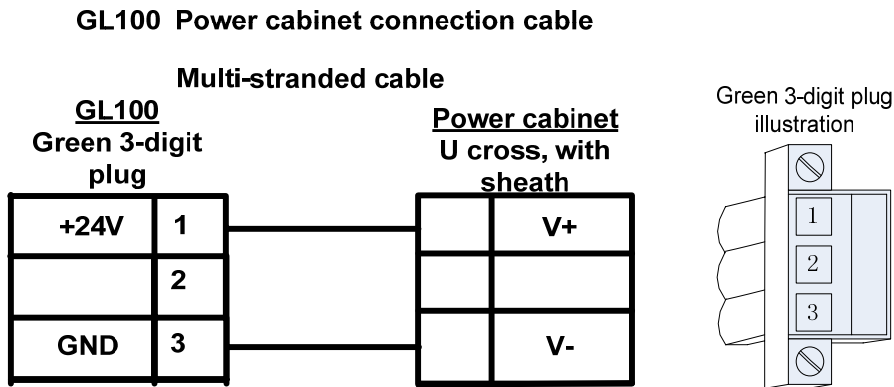 GL100 Power cabinet connection cable
Multi-stranded cable
GL100
Green 3-digit
plug
+24V 1
2
GND 3
Power cabinet
U cross, with
sheath
V+
V-
Green 3-digit plug
illustration
1
2
3